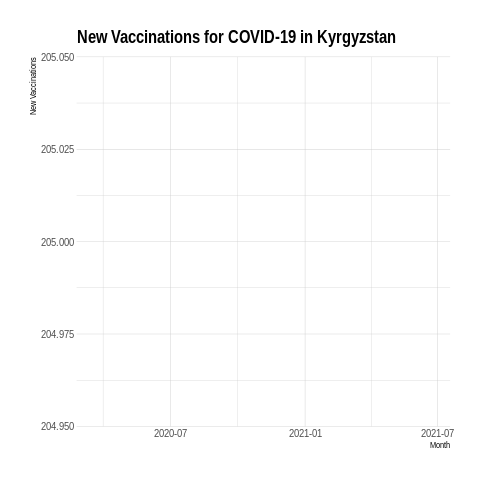 New Vaccinations for COVID-19 in Kyrgyzstan
New Vaccinations
205.050
205.025
205.000
204.975
204.950
2020-07 2021-01 2021-07
Month